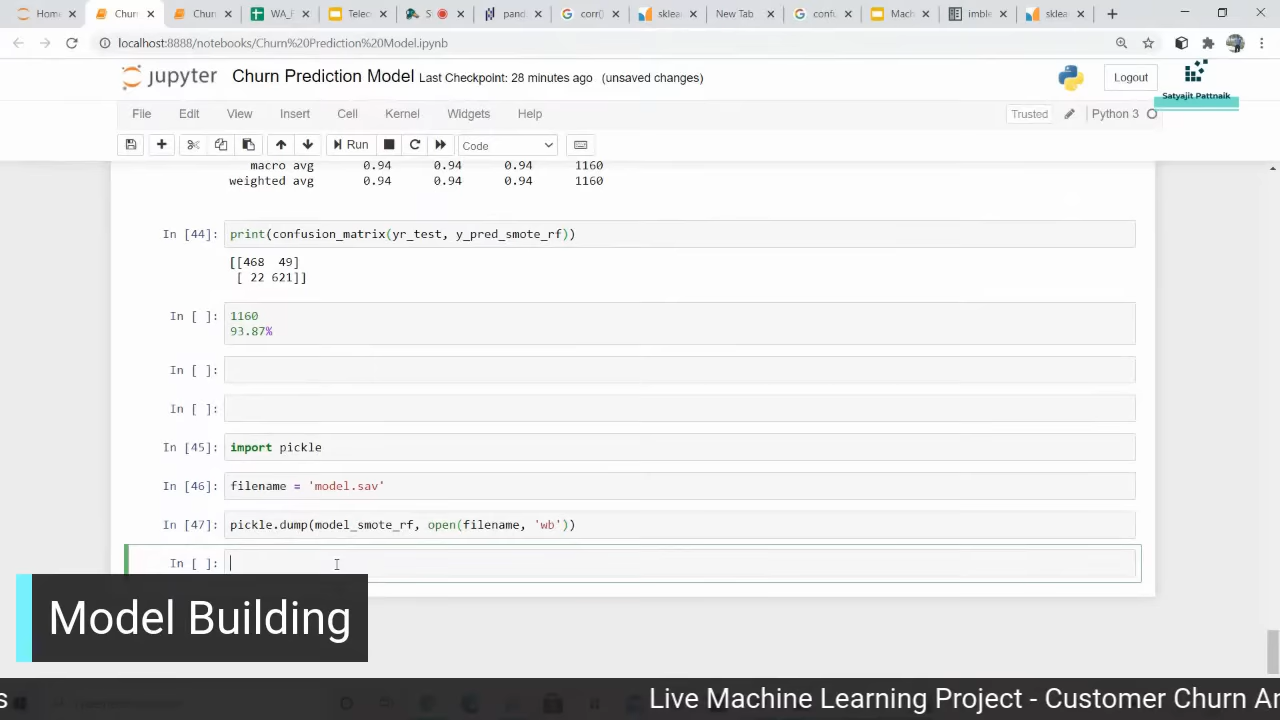 Home
Churn
Churn
WA_f
Telec
S
pand
corr(
sklea
New Tab
confu
Mach
imble
sklea
localhost:8888/notebooks/Churn%20Prediction%20Model.ipynb
jupyter Churn Prediction Model Last Checkpoint: 28 minutes ago (unsaved changes)
Logout
Satyajit Pattnaik
File Edit View Insert Cell Kernel Widgets Help
Trusted Python 3
Run Code
macro avg 0.94 0.94 0.94 1160
weighted avg 0.94 0.94 0.94 1160
In [44]: print(confusion_matrix(yr_test, y_pred_smote_rf))
[[468 49]
[ 22 621]]
In [ ]: 1160
93.87%
In [ ]:
In [ ]:
In [45]: import pickle
In [46]: filename = 'model.sav'
In [47]: pickle.dump(model_smote_rf, open(filename, 'wb'))
In [ ]:
Model Building
s Live Machine Learning Project - Customer Churn An